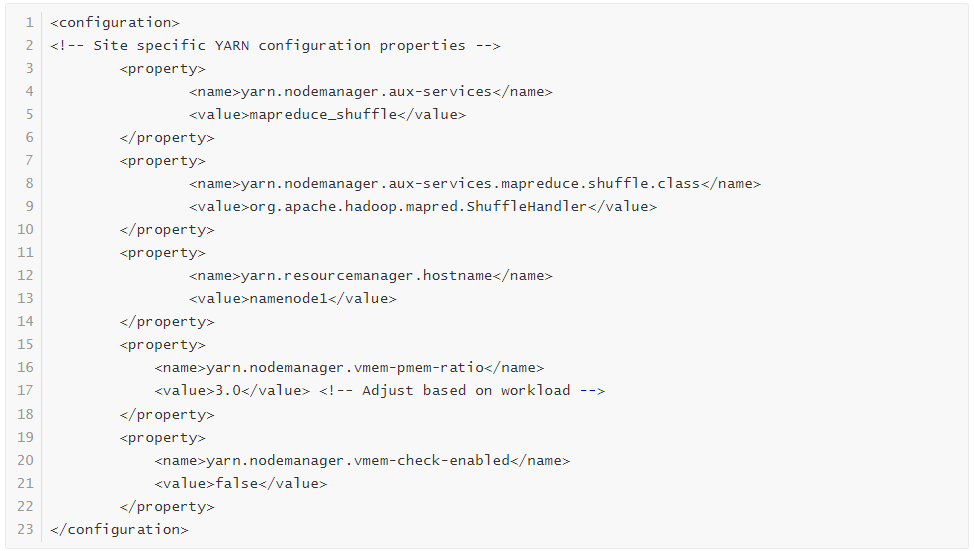 1 <configuration>
2 <!-- Site specific YARN configuration properties -->
3 <property>
4 <name>yarn.nodemanager.aux-services</name>
5 <value>mapreduce_shuffle</value>
6 </property>
7 <property>
8 <name>yarn.nodemanager.aux-services.mapreduce.shuffle.class</name>
9 <value>org.apache.hadoop.mapred.ShuffleHandler</value>
10 </property>
11 <property>
12 <name>yarn.resourcemanager.hostname</name>
13 <value>namenode1</value>
14 </property>
15 <property>
16 <name>yarn.nodemanager.vmem-pmem-ratio</name>
17 <value>3.0</value> <!-- Adjust based on workload -->
18 </property>
19 <property>
20 <name>yarn.nodemanager.vmem-check-enabled</name>
21 <value>false</value>
22 </property>
23 </configuration>